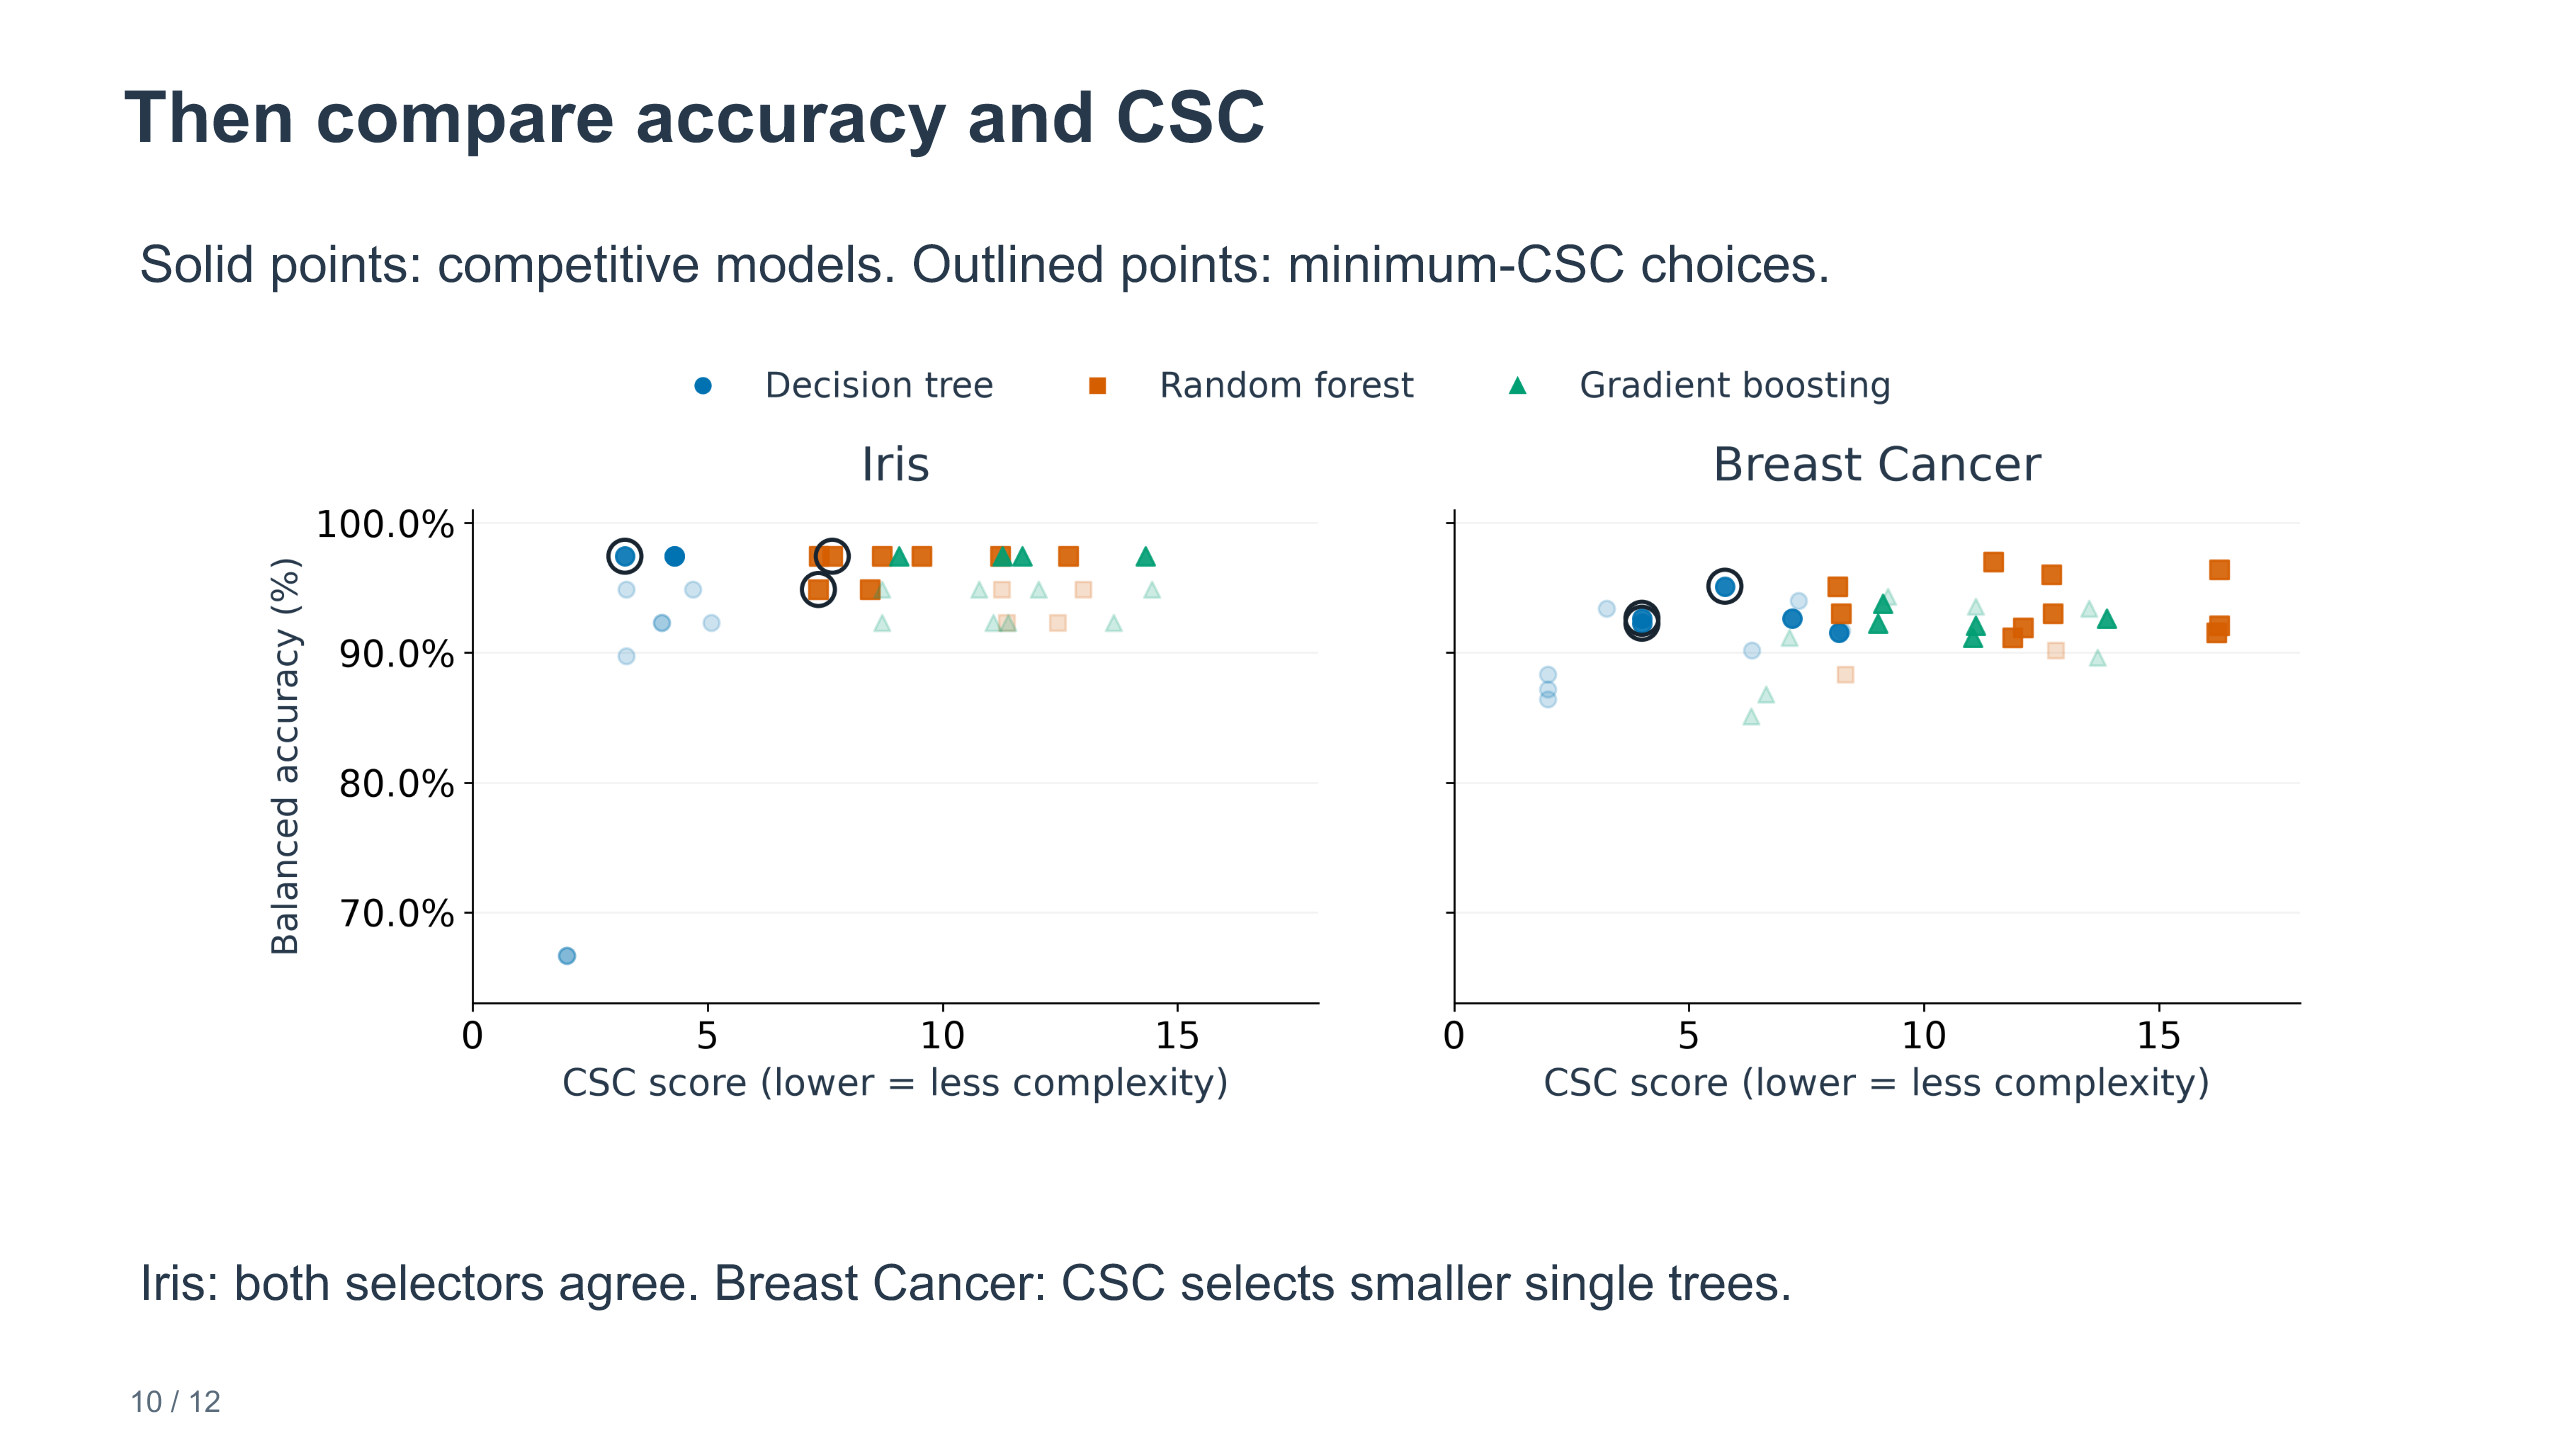 Then compare accuracy and CSC
Solid points: competitive models. Outlined points: minimum-CSC choices.
Decision tree
Random forest
Gradient boosting
Iris
Breast Cancer
Balanced accuracy (%)
100.0%
90.0%
80.0%
70.0%
0
5
10
15
0
5
10
15
CSC score (lower = less complexity)
CSC score (lower = less complexity)
Iris: both selectors agree. Breast Cancer: CSC selects smaller single trees.
10 / 12